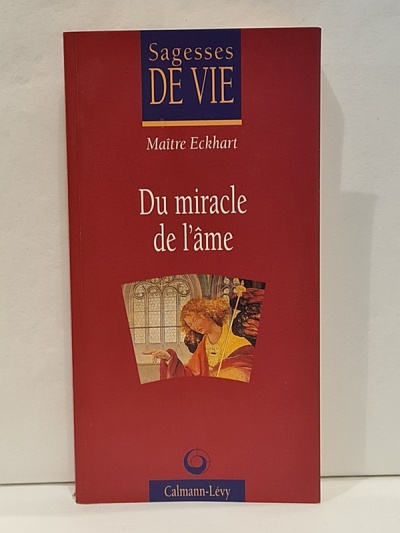 Sagesses
DE VIE
Maître Eckhart
Du miracle
de l'âme
Calmann-Lévy